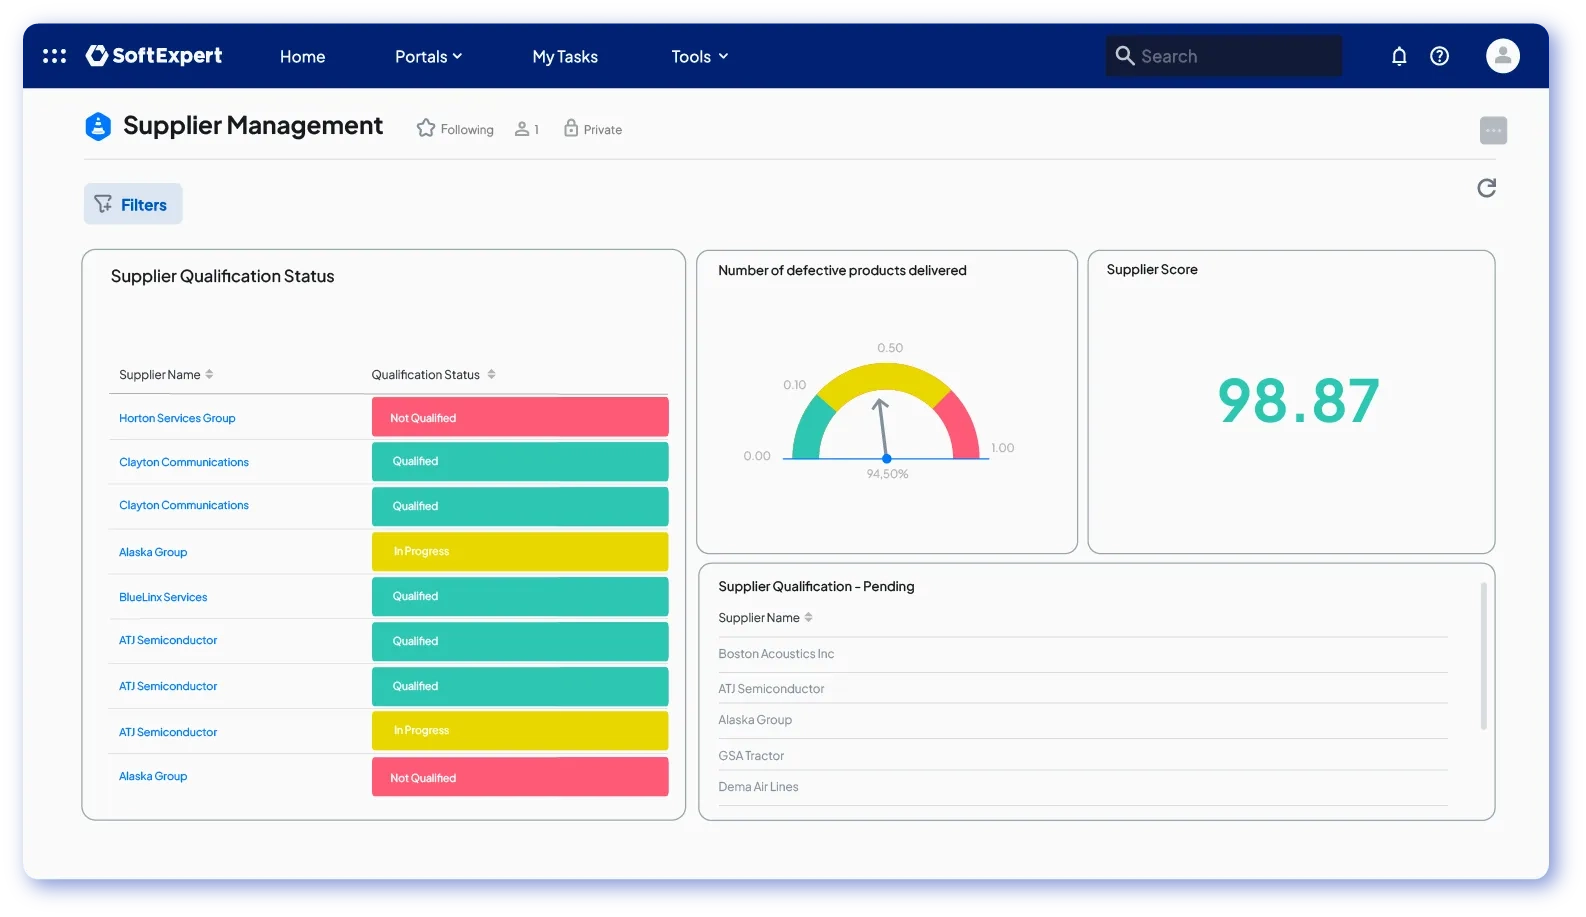 SoftExpert Home Portals My Tasks Tools Search
Supplier Management Following 1 Private
Filters
Supplier Qualification Status
Supplier Name Qualification Status
Horton Services Group Not Qualified
Clayton Communications Qualified
Clayton Communications Qualified
Alaska Group In Progress
BlueLinx Services Qualified
ATJ Semiconductor Qualified
ATJ Semiconductor Qualified
ATJ Semiconductor In Progress
Alaska Group Not Qualified
Number of defective products delivered
0.50
0.10
0.00
1.00
94,50%
Supplier Score
98.87
Supplier Qualification - Pending
Supplier Name
Boston Acoustics Inc
ATJ Semiconductor
Alaska Group
GSA Tractor
Dema Air Lines